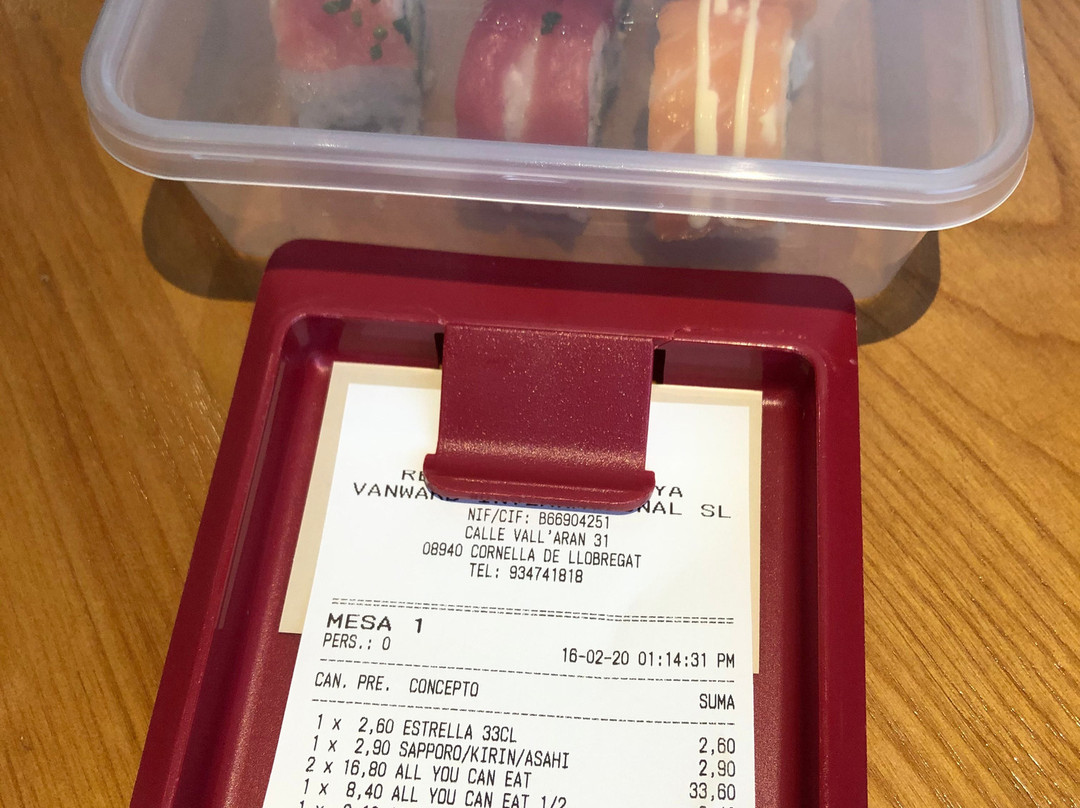 VANWARD INTERNATIONAL SL
NIF/CIF: B66904251
CALLE VALL'ARAN 31
08940 CORNELLA DE LLOBREGAT
TEL: 934741818
MESA 1
PERS.: 0
16-02-20 01:14:31 PM
CAN. PRE. CONCEPTO SUMA
1 x 2,60 ESTRELLA 33CL 2,60
1 x 2,90 SAPPORO/KIRIN/ASAHI 2,90
2 x 16,80 ALL YOU CAN EAT 33,60
1 x 8,40 ALL YOU CAN EAT 1/2